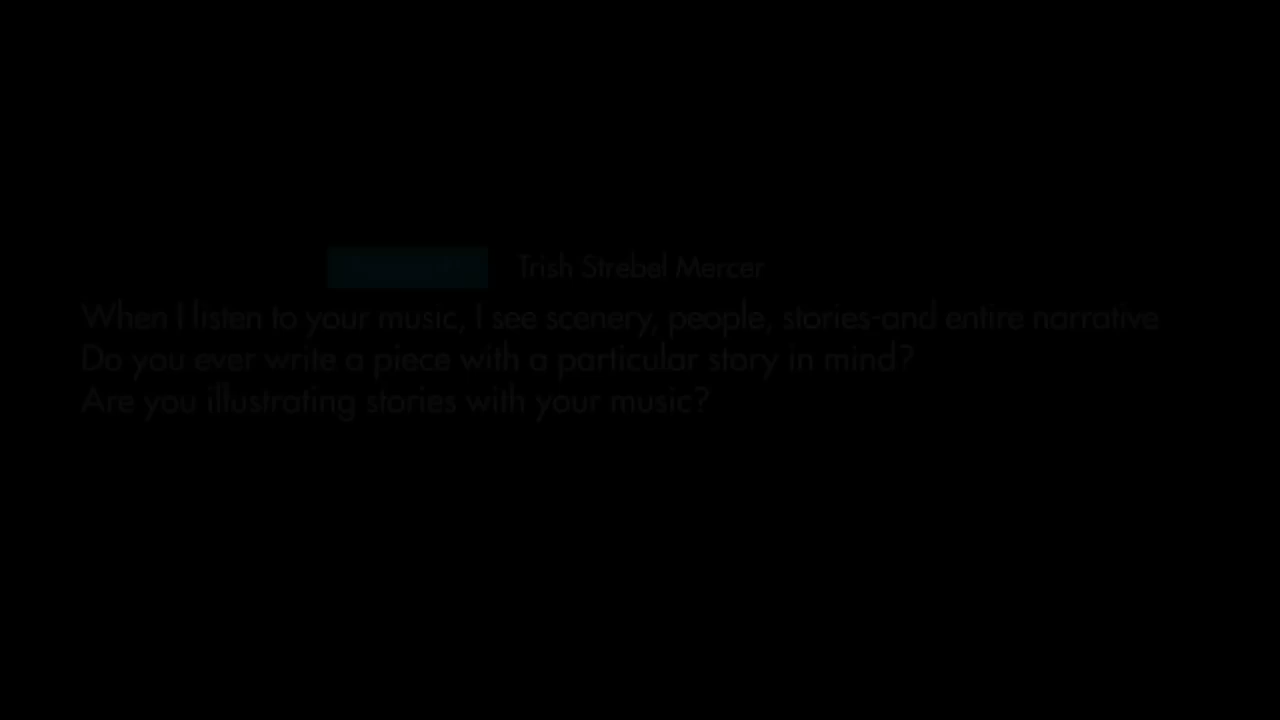 Trish Strebel Mercer
When I listen to your music, I see scenery, people, stories-and entire narrative
Do you ever write a piece with a particular story in mind?
Are you illustrating stories with your music?